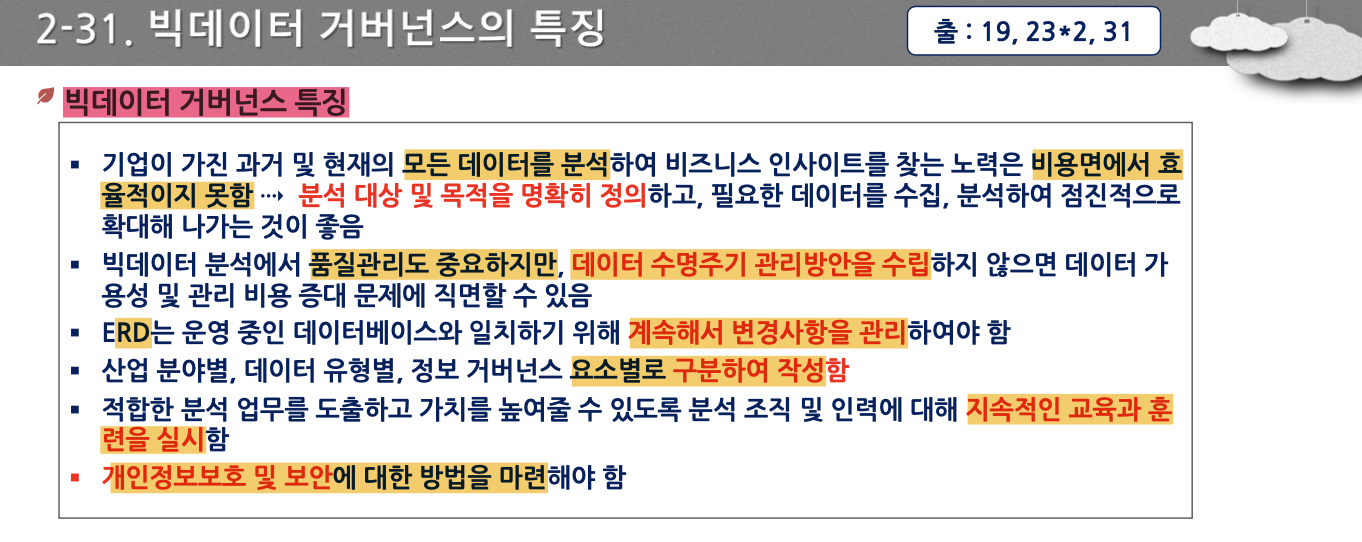 2-31. 빅데이터 거버넌스의 특징
출 : 19, 23*2, 31
빅데이터 거버넌스 특징
▪ 기업이 가진 과거 및 현재의 모든 데이터를 분석하여 비즈니스 인사이트를 찾는 노력은 비용면에서 효
율적이지 못함 ⇢ 분석 대상 및 목적을 명확히 정의하고, 필요한 데이터를 수집, 분석하여 점진적으로
확대해 나가는 것이 좋음
▪ 빅데이터 분석에서 품질관리도 중요하지만, 데이터 수명주기 관리방안을 수립하지 않으면 데이터 가
용성 및 관리 비용 증대 문제에 직면할 수 있음
▪ ERD는 운영 중인 데이터베이스와 일치하기 위해 계속해서 변경사항을 관리하여야 함
▪ 산업 분야별, 데이터 유형별, 정보 거버넌스 요소별로 구분하여 작성함
▪ 적합한 분석 업무를 도출하고 가치를 높여줄 수 있도록 분석 조직 및 인력에 대해 지속적인 교육과 훈
련을 실시함
▪ 개인정보보호 및 보안에 대한 방법을 마련해야 함